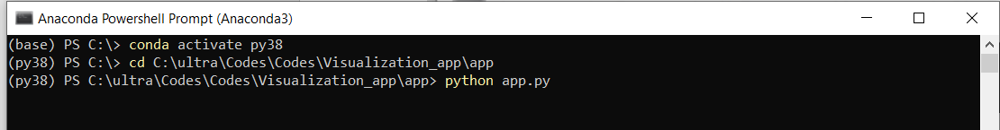 Anaconda Powershell Prompt (Anaconda3)
(base) PS C:\> conda activate py38
(py38) PS C:\> cd C:\ultra\Codes\Codes\Visualization_app\app
(py38) PS C:\ultra\Codes\Codes\Visualization_app\app> python app.py